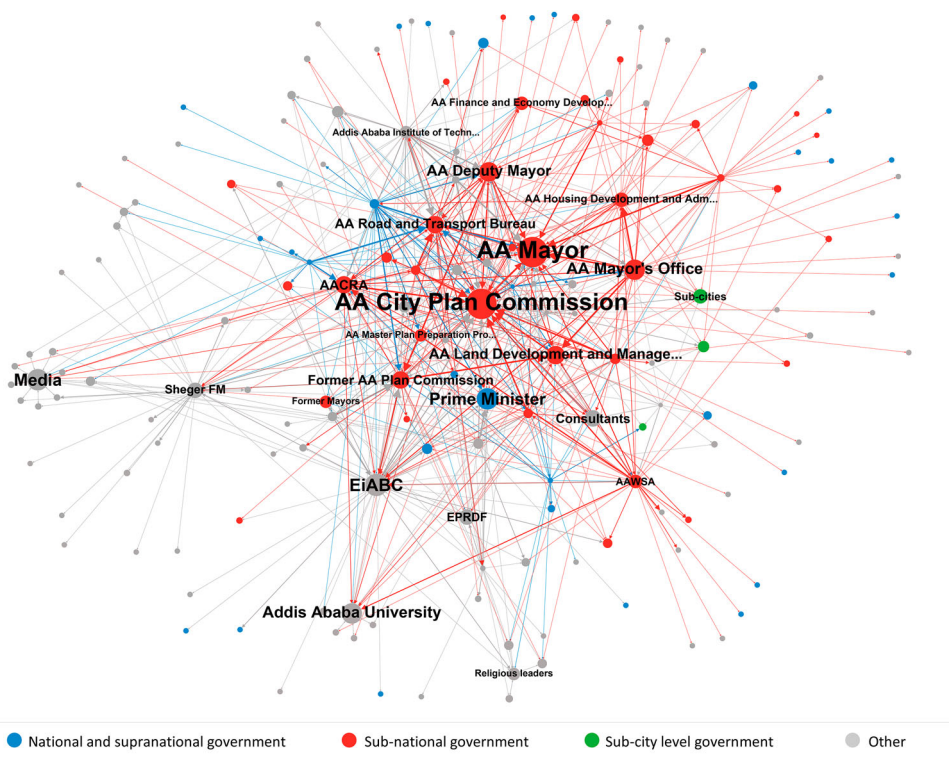 AA Finance and Economy Develop...
Addis Ababa Institute of Techn...
AA Deputy Mayor
AA Housing Development and Adm...
AA Road and Transport Bureau
AA Mayor
AA Mayor's Office
AACRA
Sub-cities
AA City Plan Commission
AA Master Plan Preparation Pro...
AA Land Development and Manage...
Media
Sheger FM
Former AA Plan Commission
Former Mayors
Prime Minister
Consultants
EiABC
AAWSA
EPRDF
Addis Ababa University
Religious leaders
National and supranational government
Sub-national government
Sub-city level government
Other